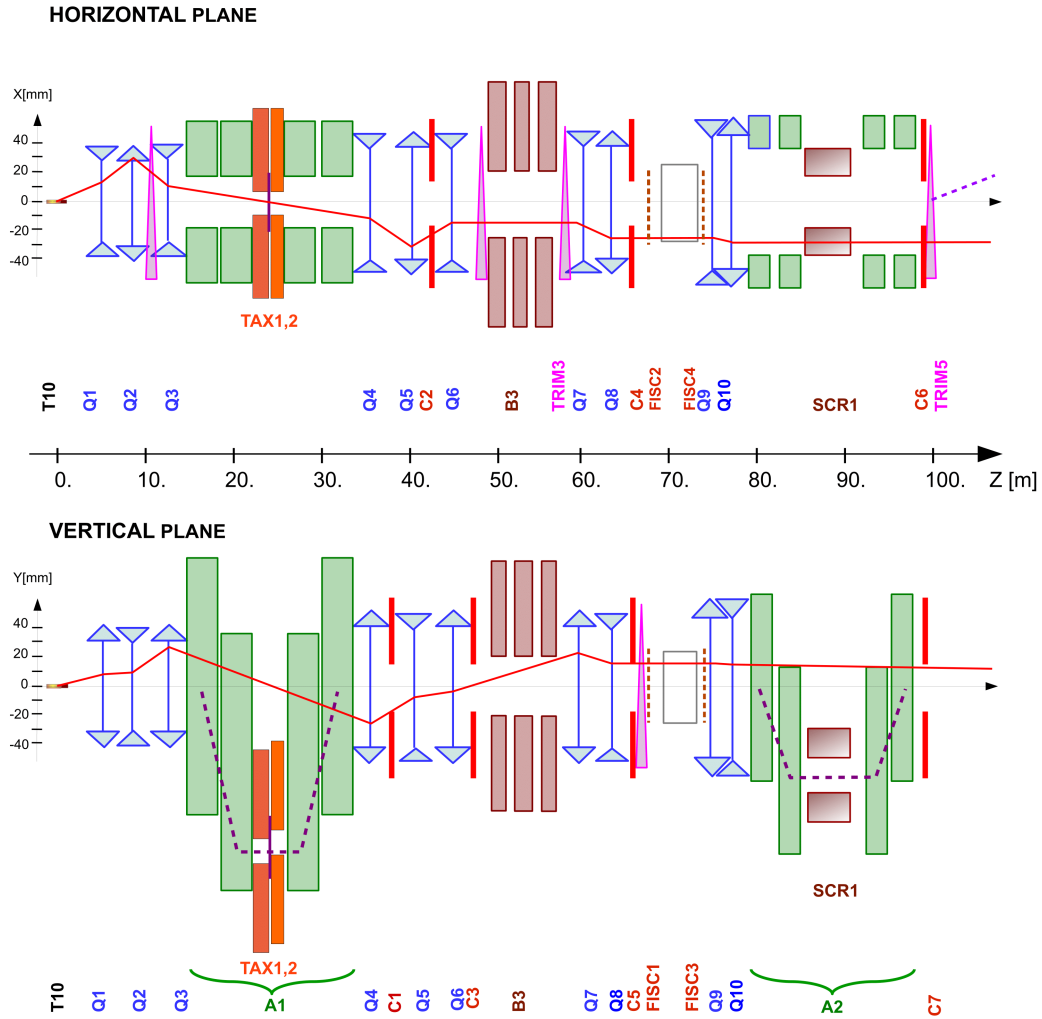 HORIZONTAL PLANE
X[mm]
40
20
0
-20
-40
TAX1,2
T10 Q1 Q2 Q3 Q4 Q5 C2 Q6 B3 TRIM3 Q7 Q8 C4 FISC2 FISC4 Q9 Q10 SCR1 C6 TRIM5
0. 10. 20. 30. 40. 50. 60. 70. 80. 90. 100. Z [m]
VERTICAL PLANE
Y[mm]
40
20
0
-20
-40
SCR1
TAX1,2
T10 Q1 Q2 Q3 A1 Q4 C1 Q5 Q6 C3 B3 Q7 Q8 C5 FISC1 FISC3 Q9 Q10 A2 C7